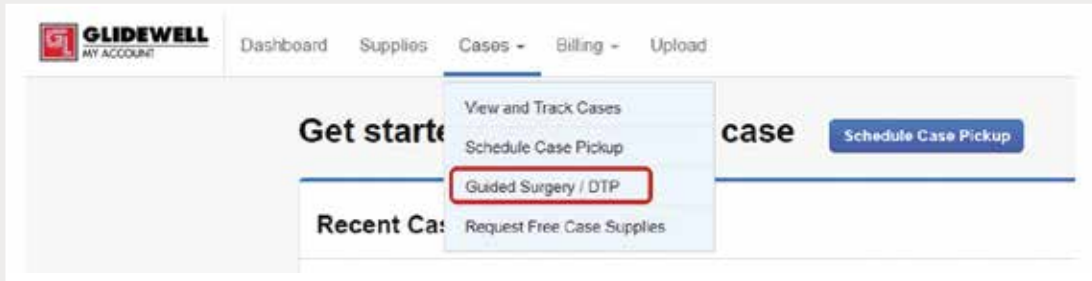 GL GLIDEWELL
MY ACCOUNT
Dashboard Supplies Cases Billing Upload
View and Track Cases
Get starte case Schedule Case Pickup
Schedule Case Pickup
Guided Surgery / DTP
Recent Cas
Request Free Case Supplies